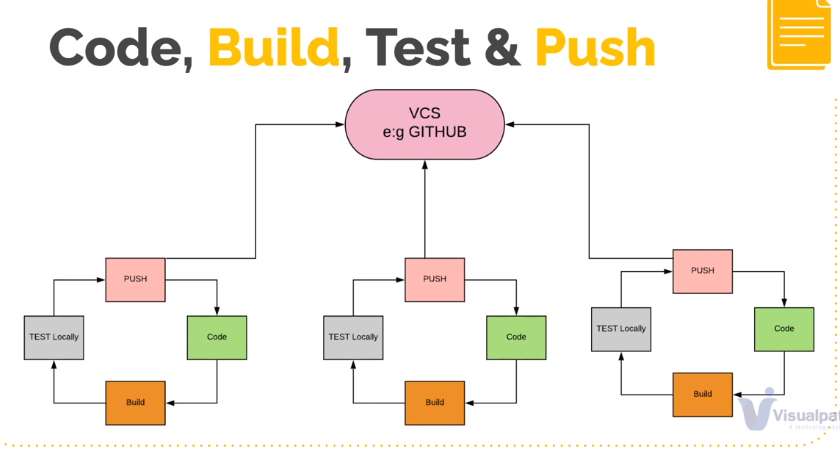 Code, Build, Test & Push
VCS
e:g GITHUB
PUSH
TEST Locally
Code
Build
PUSH
TEST Locally
Code
Build
PUSH
TEST Locally
Code
Build